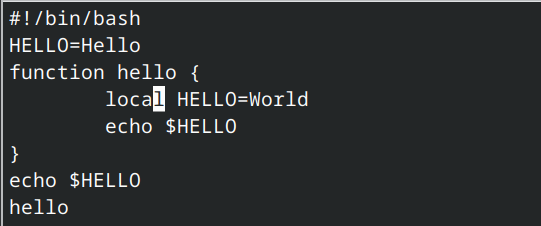 #!/bin/bash
HELLO=Hello
function hello {
        local HELLO=World
        echo $HELLO
}
echo $HELLO
hello